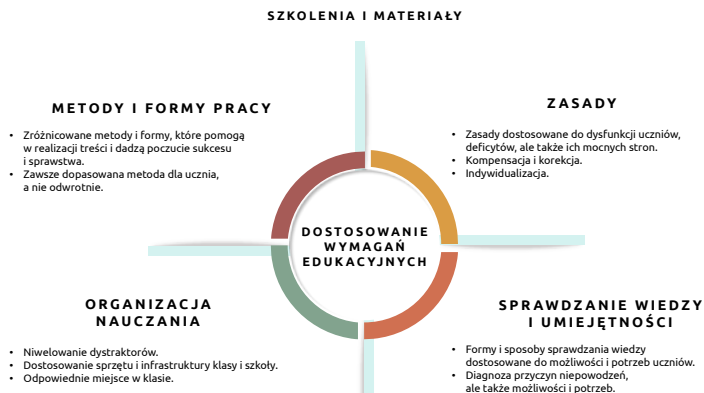 SZKOLENIA I MATERIAŁY
METODY I FORMY PRACY
• Zróżnicowane metody i formy, które pomogą
w realizacji treści i dadzą poczucie sukcesu
i sprawstwa.
• Zawsze dopasowana metoda dla ucznia,
a nie odwrotnie.
ZASADY
• Zasady dostosowane do dysfunkcji uczniów,
deficytów, ale także ich mocnych stron.
• Kompensacja i korekcja.
• Indywidualizacja.
DOSTOSOWANIE
WYMAGAŃ
EDUKACYJNYCH
ORGANIZACJA
NAUCZANIA
• Niwelowanie dystraktorów.
• Dostosowanie sprzętu i infrastruktury klasy i szkoły.
• Odpowiednie miejsce w klasie.
SPRAWDZANIE WIEDZY
I UMIEJĘTNOŚCI
• Formy i sposoby sprawdzania wiedzy
dostosowane do możliwości i potrzeb uczniów.
• Diagnoza przyczyn niepowodzeń,
ale także możliwości i potrzeb.